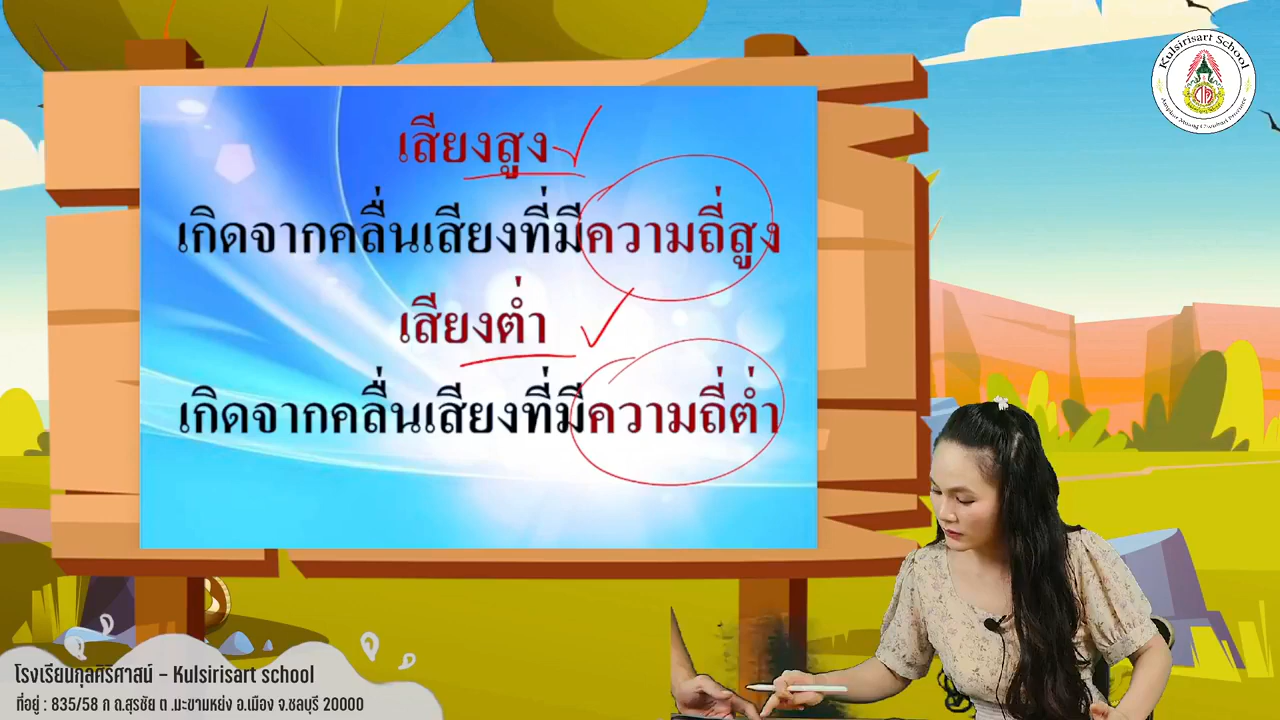 เสียงสูง
เกิดจากคลื่นเสียงที่มีความถี่สูง
เสียงต่ำ
เกิดจากคลื่นเสียงที่มีความถี่ต่ำ
Kulsirisart School
โรงเรียนกุลศิริศาสน์ - Kulsirisart school
ที่อยู่ : 835/58 ก ถ.สุรชัย ต .มะขามหย่ง อ.เมือง จ.ชลบุรี 20000